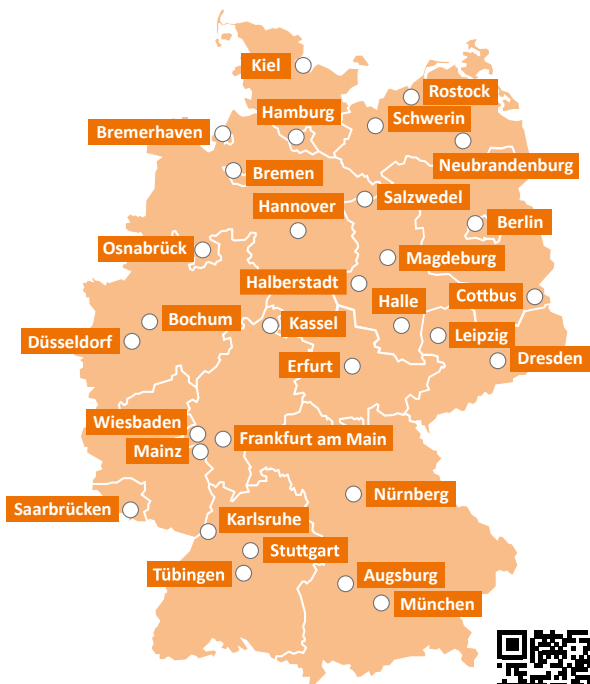 Kiel
Rostock
Hamburg
Schwerin
Bremerhaven
Neubrandenburg
Bremen
Salzwedel
Hannover
Berlin
Osnabrück
Magdeburg
Halberstadt
Halle
Cottbus
Bochum
Kassel
Leipzig
Düsseldorf
Dresden
Erfurt
Wiesbaden
Frankfurt am Main
Mainz
Nürnberg
Saarbrücken
Karlsruhe
Stuttgart
Tübingen
Augsburg
München